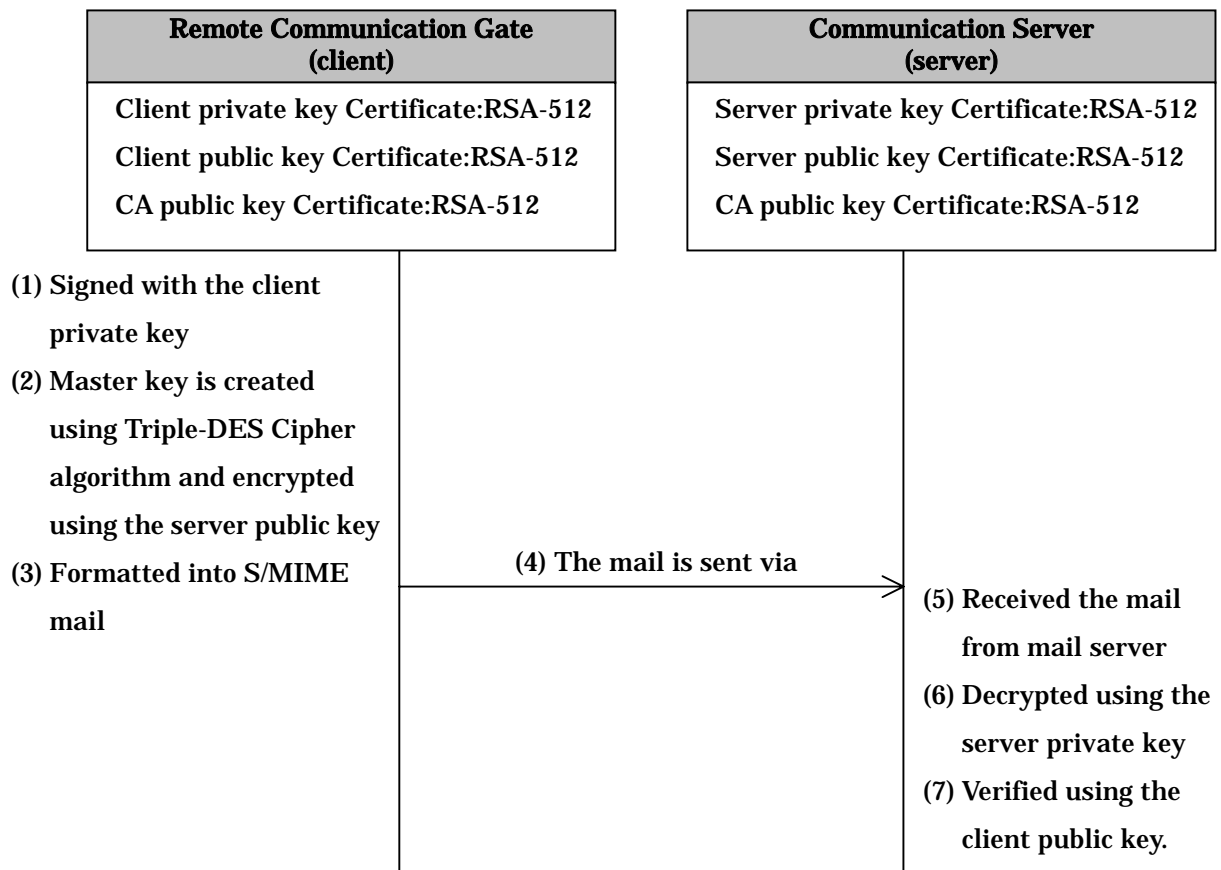 Remote Communication Gate
(client)
Client private key Certificate:RSA-512
Client public key Certificate:RSA-512
CA public key Certificate:RSA-512
Communication Server
(server)
Server private key Certificate:RSA-512
Server public key Certificate:RSA-512
CA public key Certificate:RSA-512
(1) Signed with the client
private key
(2) Master key is created
using Triple-DES Cipher
algorithm and encrypted
using the server public key
(3) Formatted into S/MIME
mail
(4) The mail is sent via
(5) Received the mail
from mail server
(6) Decrypted using the
server private key
(7) Verified using the
client public key.